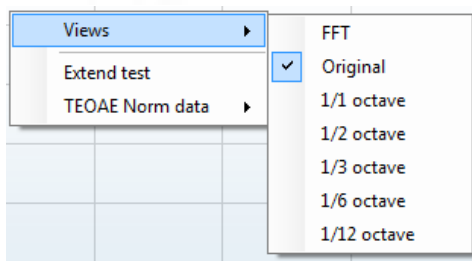 Views
Extend test
TEOAE Norm data
FFT
Original
1/1 octave
1/2 octave
1/3 octave
1/6 octave
1/12 octave